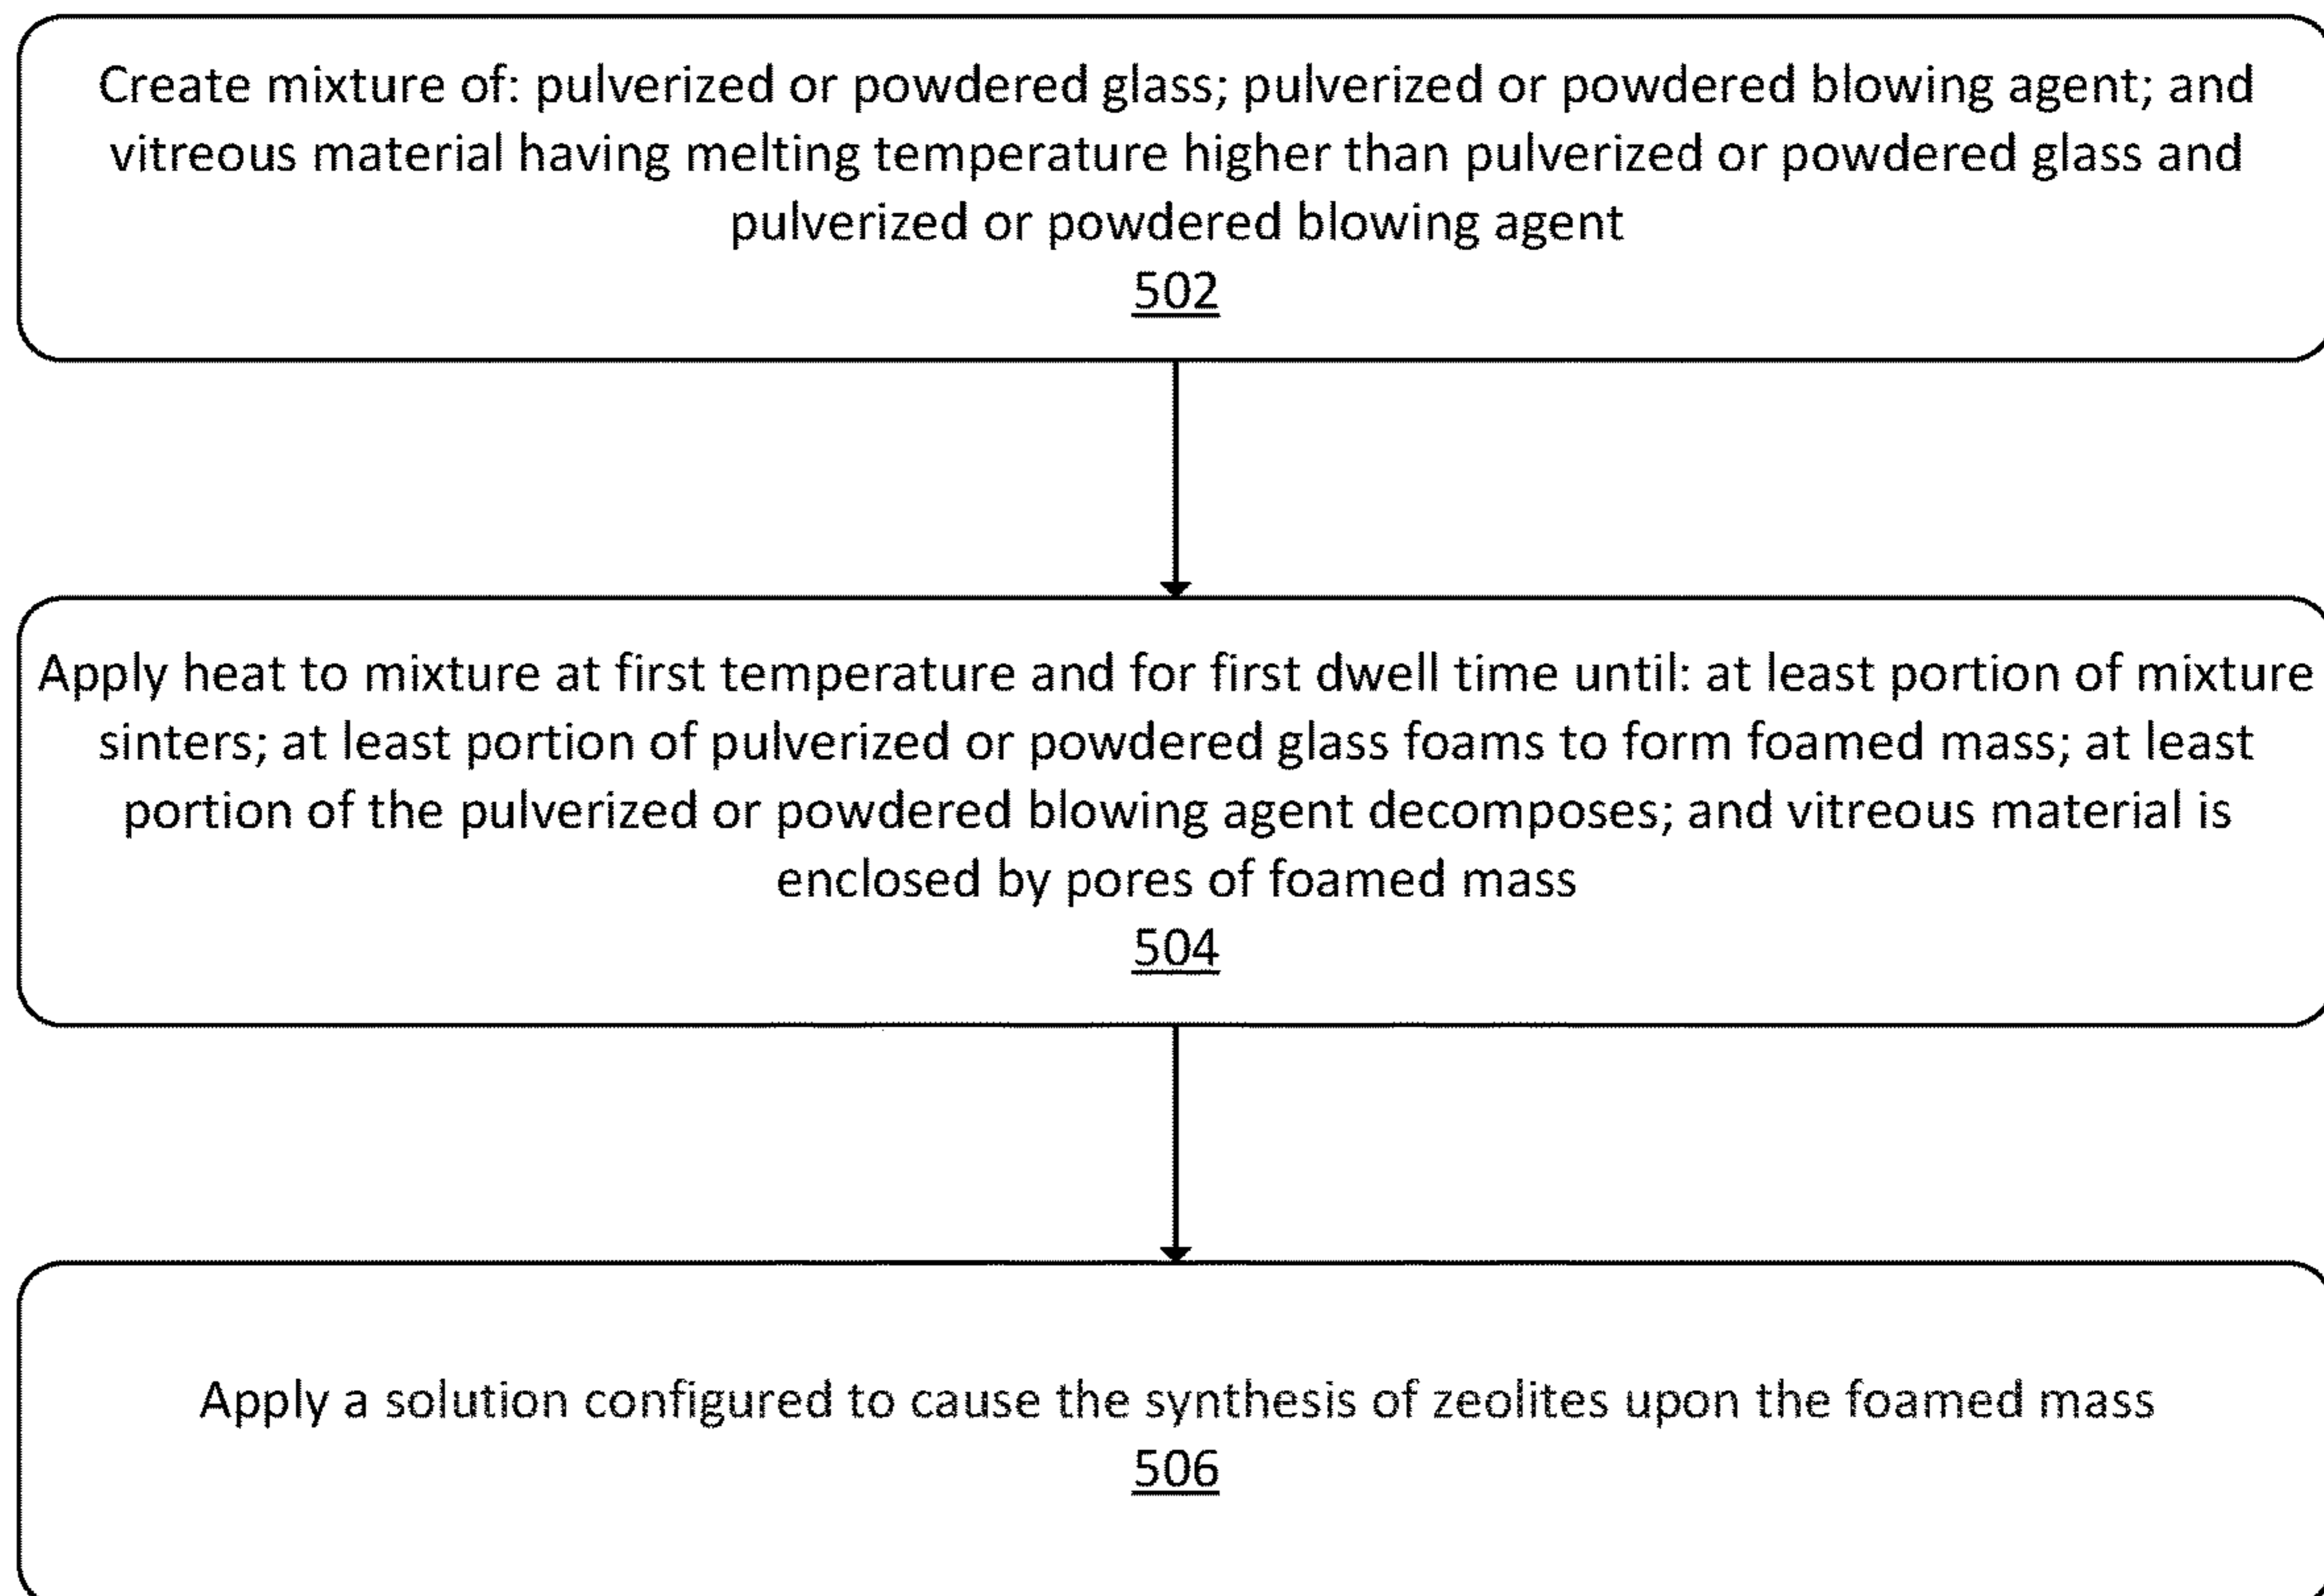 Create mixture of: pulverized or powdered glass; pulverized or powdered blowing agent; and
vitreous material having melting temperature higher than pulverized or powdered glass and
pulverized or powdered blowing agent
502
Apply heat to mixture at first temperature and for first dwell time until: at least portion of mixture
sinters; at least portion of pulverized or powdered glass foams to form foamed mass; at least
portion of the pulverized or powdered blowing agent decomposes; and vitreous material is
enclosed by pores of foamed mass
504
Apply a solution configured to cause the synthesis of zeolites upon the foamed mass
506